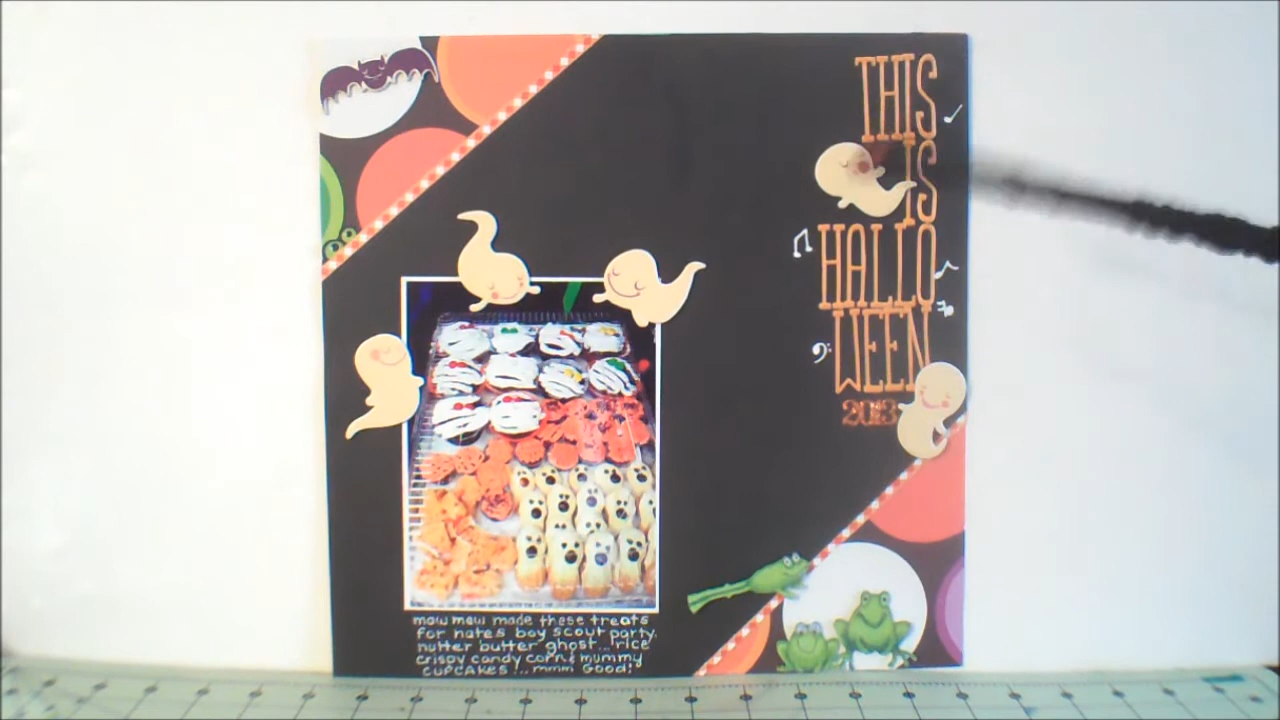 THIS
IS
HALLO
WEEN
2013
maw maw made these treats
for nates boy scout party.
nutter butter ghost... rice
crispy candy corn & mummy
cupcakes!.. mmm Good!